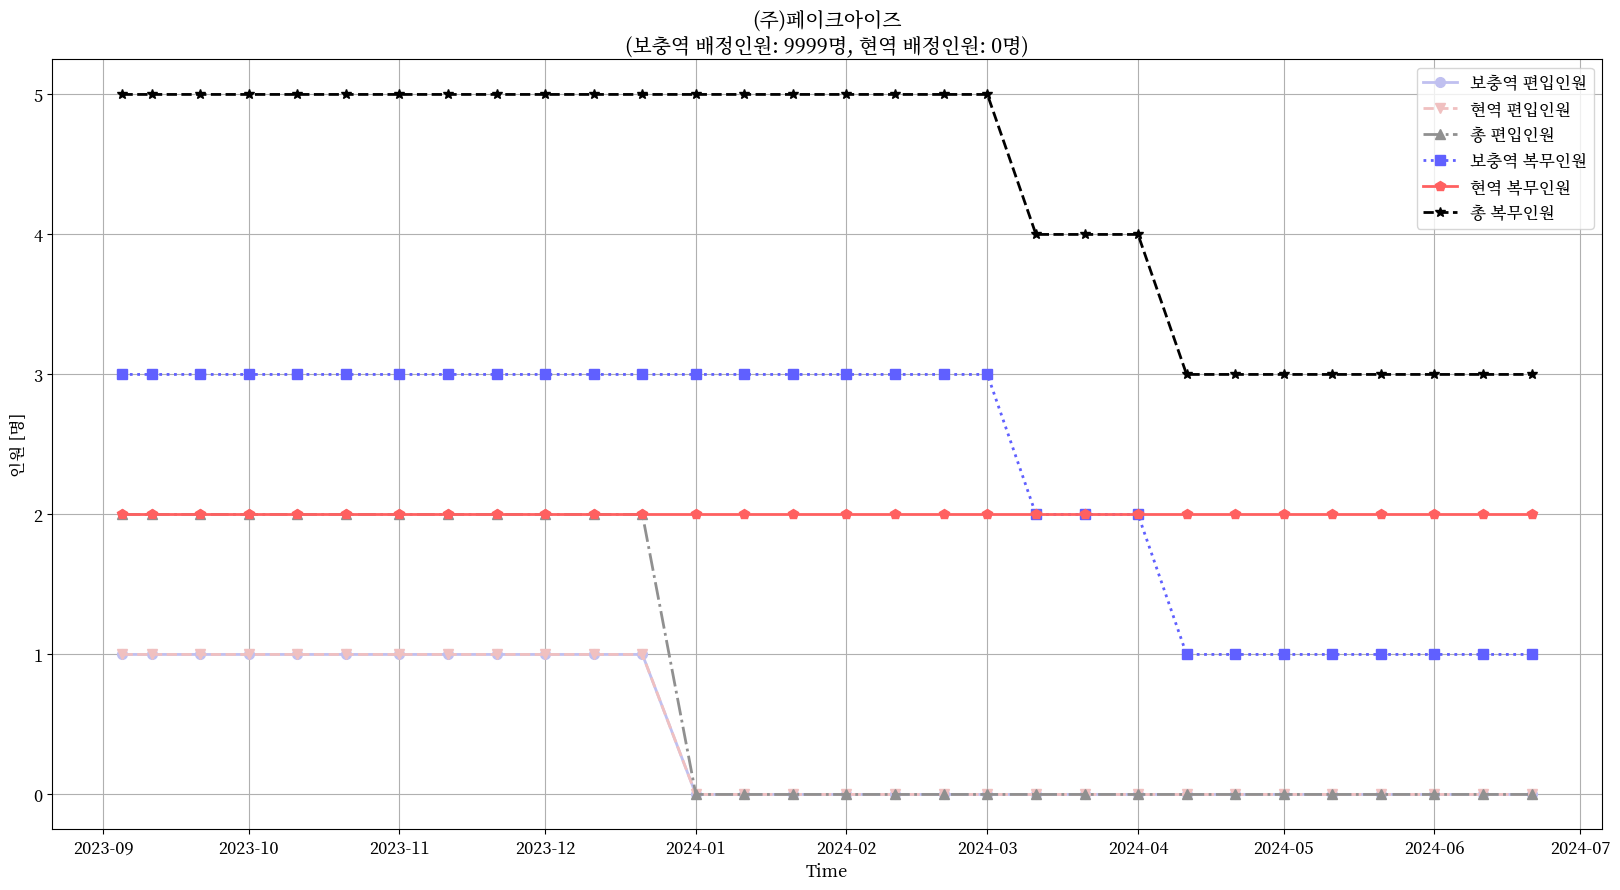 (주)페이크아이즈
(보충역 배정인원: 9999명, 현역 배정인원: 0명)
보충역 편입인원
현역 편입인원
총 편입인원
보충역 복무인원
현역 복무인원
총 복무인원
인원 [명]
5
4
3
2
1
0
2023-09
2023-10
2023-11
2023-12
2024-01
2024-02
2024-03
2024-04
2024-05
2024-06
2024-07
Time